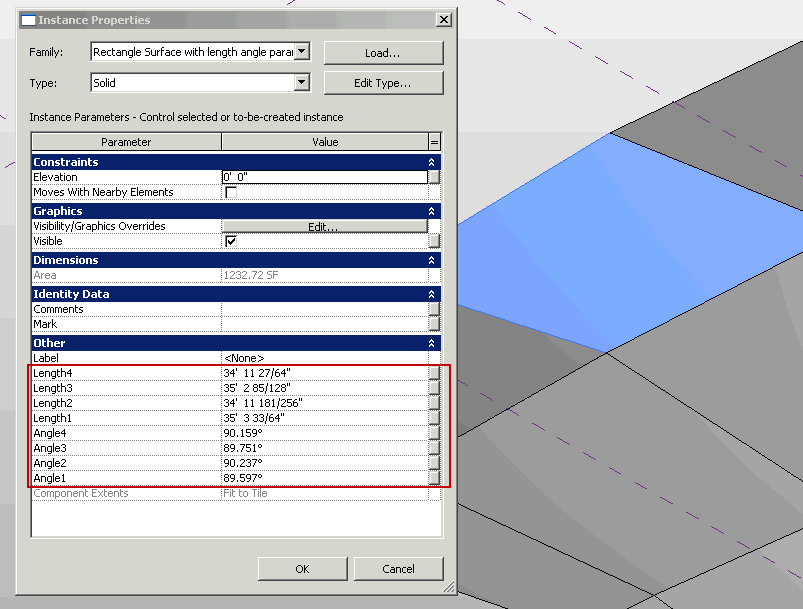 Instance Properties
Family: Rectangle Surface with length angle parar Load...
Type: Solid Edit Type...
Instance Parameters - Control selected or to-be-created instance
Parameter Value =
Constraints
Elevation 0' 0"
Moves With Nearby Elements
Graphics
Visibility/Graphics Overrides Edit...
Visible
Dimensions
Area 1232.72 SF
Identity Data
Comments
Mark
Other
Label <None>
Length4 34' 11 27/64"
Length3 35' 2 85/128"
Length2 34' 11 181/256"
Length1 35' 3 33/64"
Angle4 90.159°
Angle3 89.751°
Angle2 90.237°
Angle1 89.597°
Component Extents Fit to Tile
OK Cancel